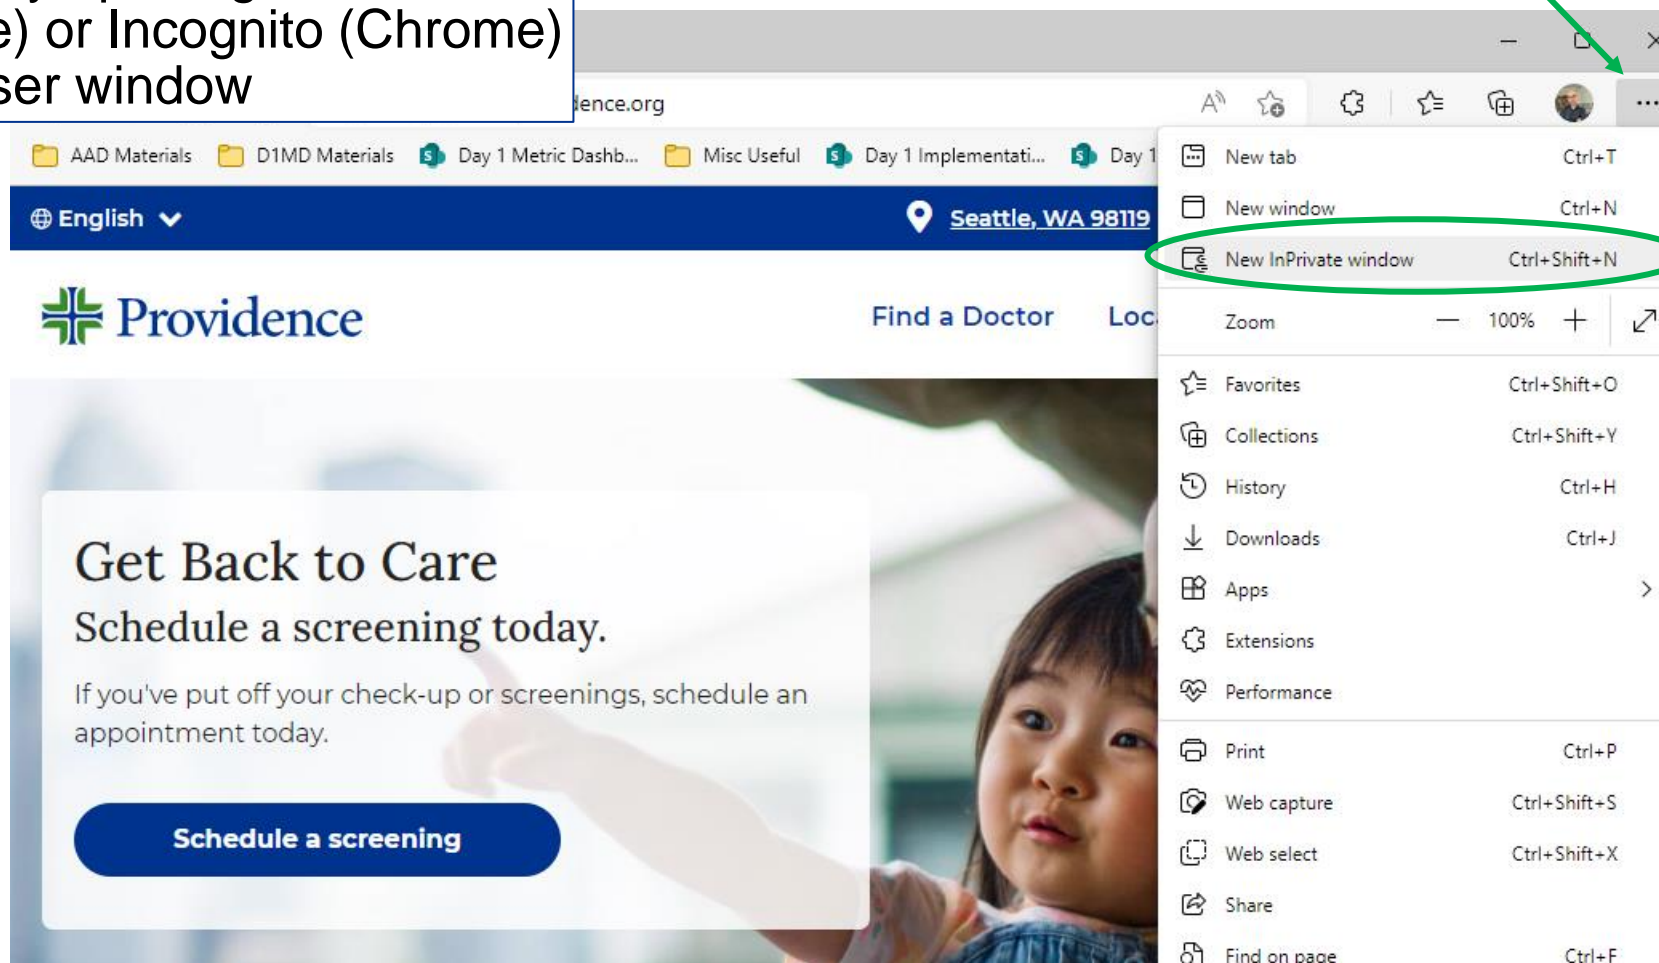 e) or Incognito (Chrome)
ser window
dence.org
AAD Materials
D1MD Materials
Day 1 Metric Dashb...
Misc Useful
Day 1 Implementati...
Day 1
English
Seattle, WA 98119
Providence
Find a Doctor
Loc
Get Back to Care
Schedule a screening today.
If you've put off your check-up or screenings, schedule an
appointment today.
Schedule a screening
New tab Ctrl+T
New window Ctrl+N
New InPrivate window Ctrl+Shift+N
Zoom — 100% +
Favorites Ctrl+Shift+O
Collections Ctrl+Shift+Y
History Ctrl+H
Downloads Ctrl+J
Apps
Extensions
Performance
Print Ctrl+P
Web capture Ctrl+Shift+S
Web select Ctrl+Shift+X
Share
Find on page Ctrl+F